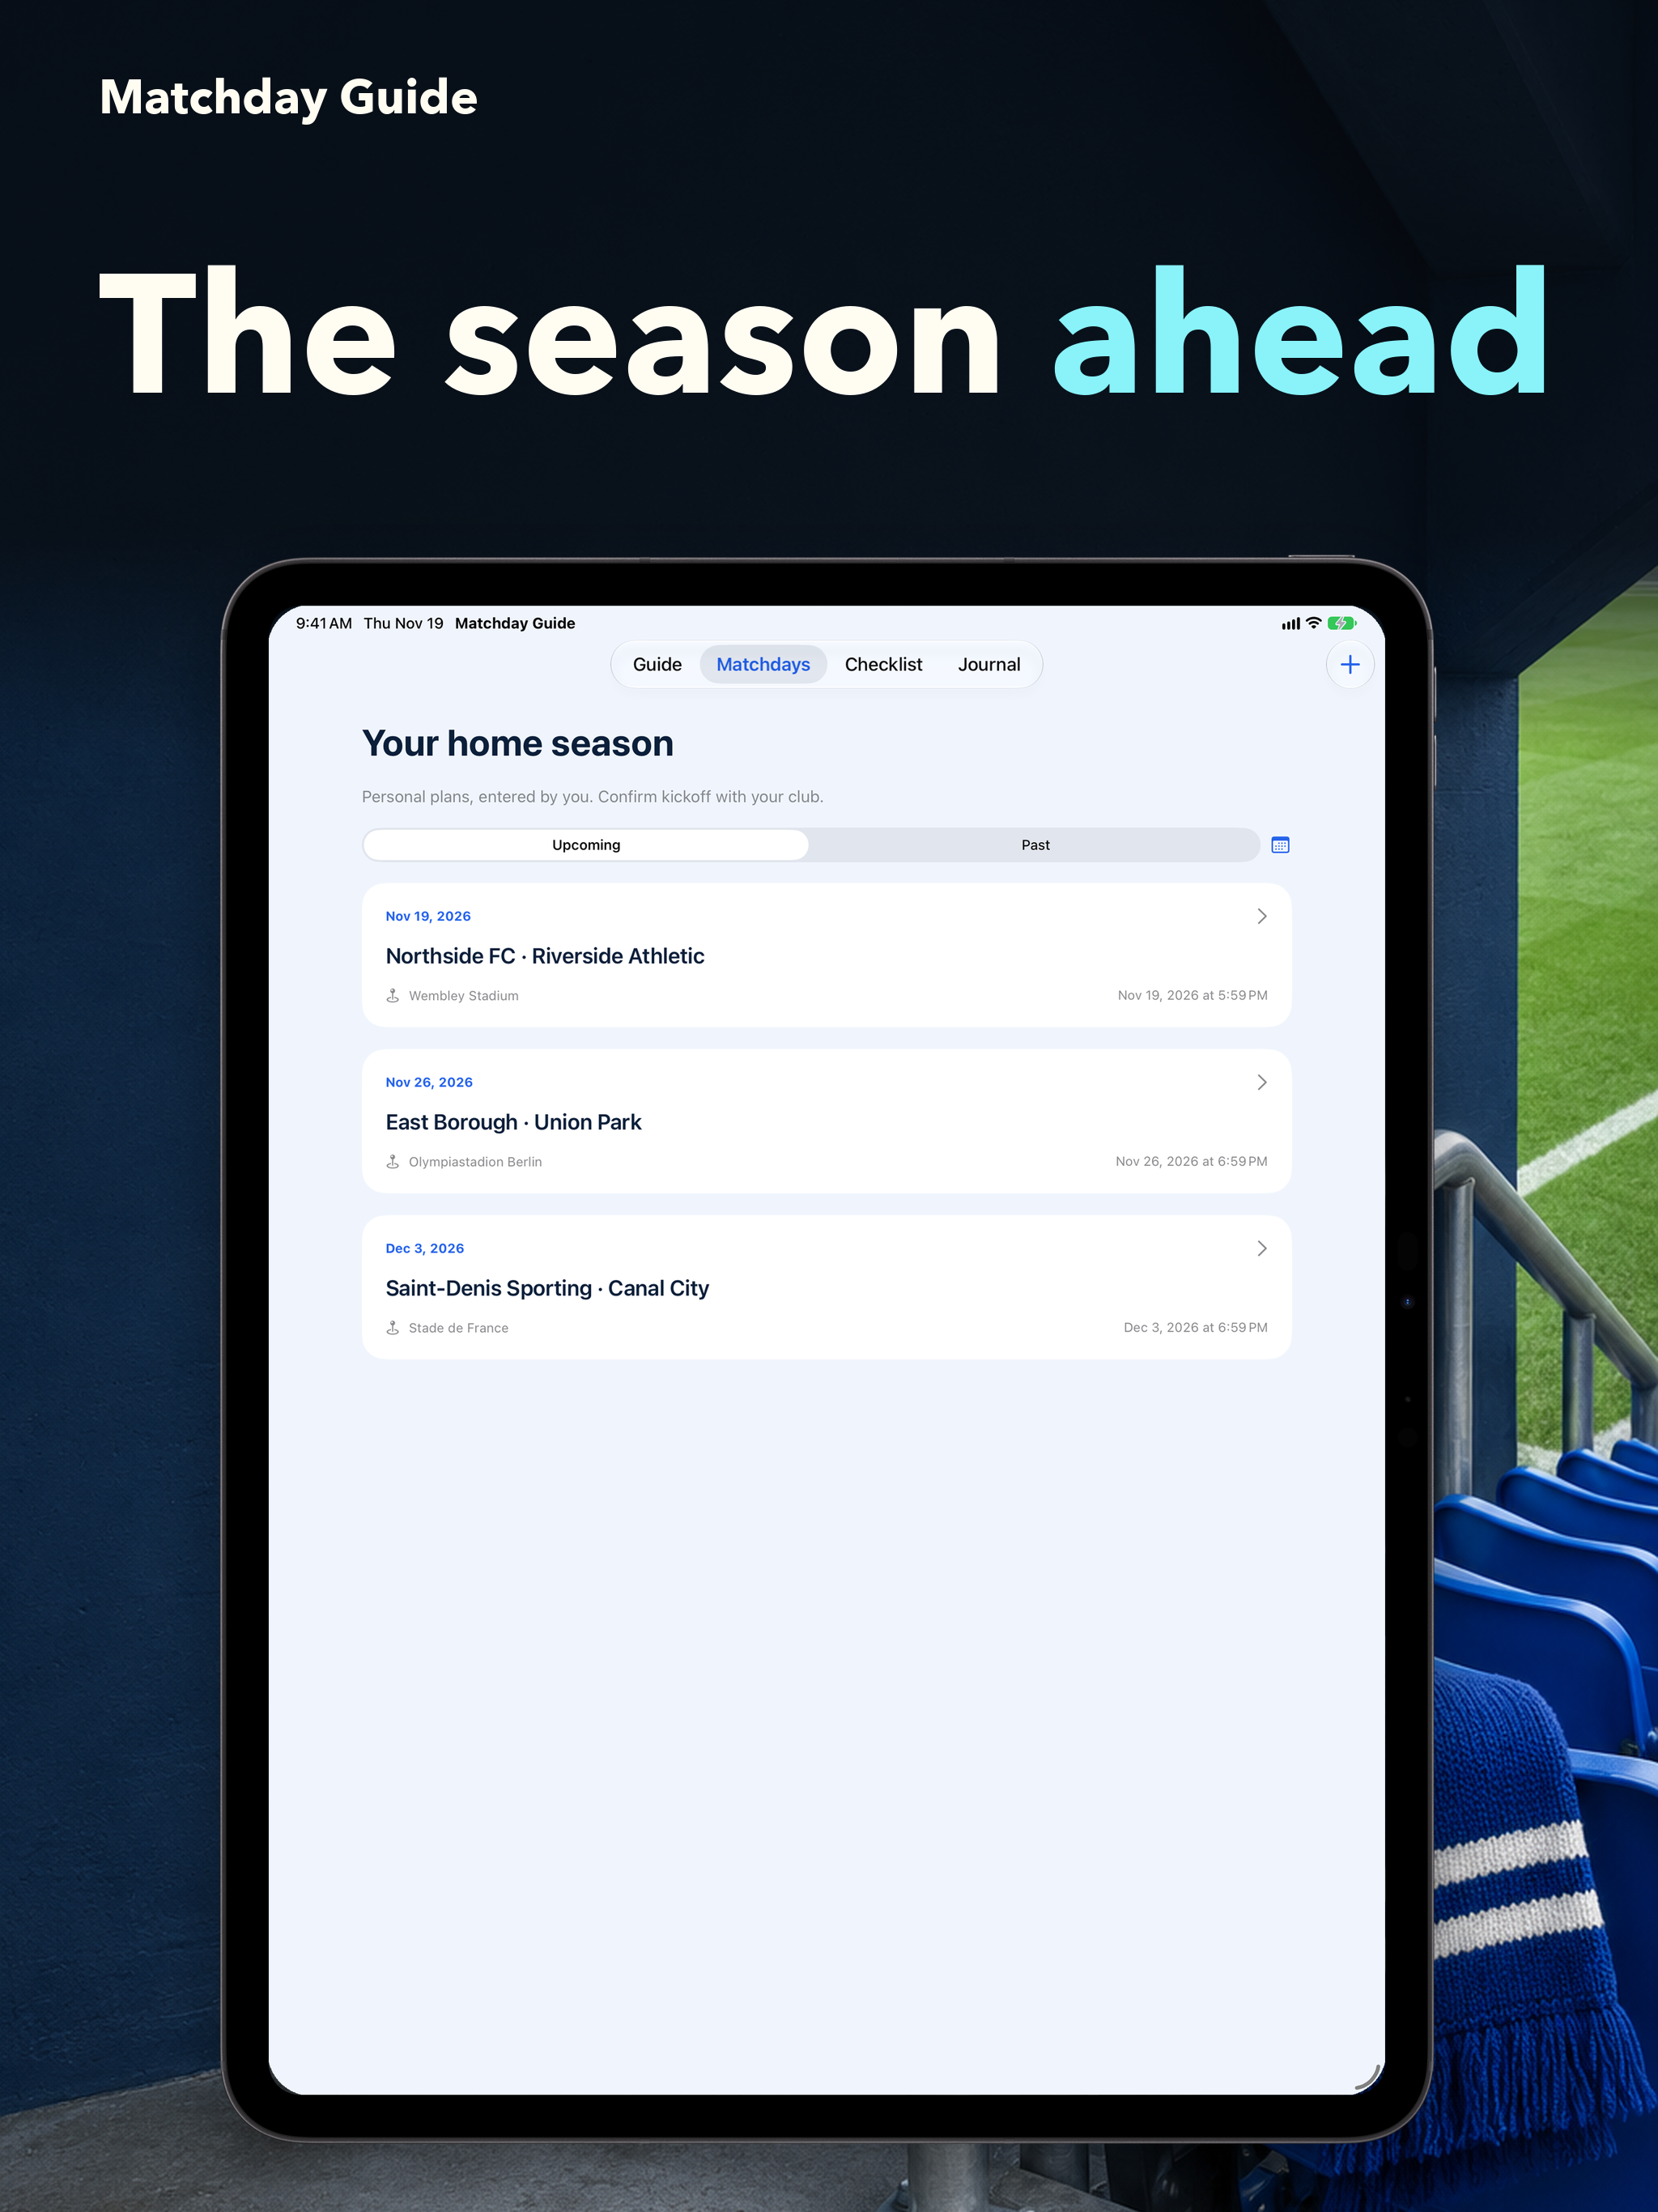 Matchday Guide
The season ahead
9:41 AM Thu Nov 19 Matchday Guide
Guide Matchdays Checklist Journal
Your home season
Personal plans, entered by you. Confirm kickoff with your club.
Upcoming Past
Nov 19, 2026
Northside FC · Riverside Athletic
Wembley Stadium Nov 19, 2026 at 5:59 PM
Nov 26, 2026
East Borough · Union Park
Olympiastadion Berlin Nov 26, 2026 at 6:59 PM
Dec 3, 2026
Saint-Denis Sporting · Canal City
Stade de France Dec 3, 2026 at 6:59 PM